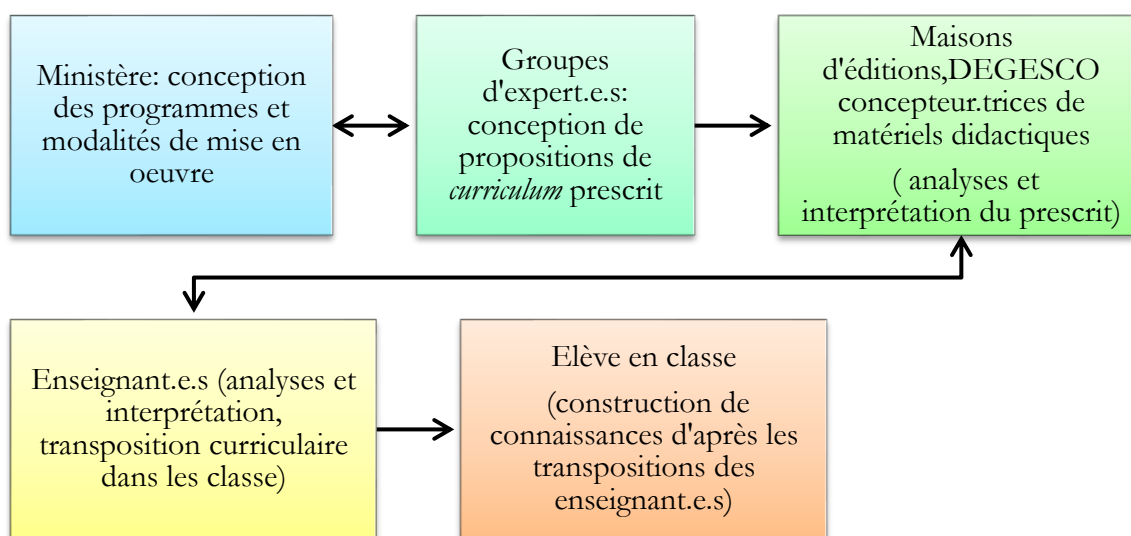 Ministère: conception
des programmes et
modalités de mise en
oeuvre
Groupes
d'expert.e.s:
conception de
propositions de
curriculum prescrit
Maisons
d'éditions,DEGESCO
concepteur.trices de
matériels didactiques
( analyses et
interprétation du prescrit)
Enseignant.e.s (analyses et
interprétation,
transposition curriculaire
dans les classe)
Elève en classe
(construction de
connaissances d'après les
transpositions des
enseignant.e.s)